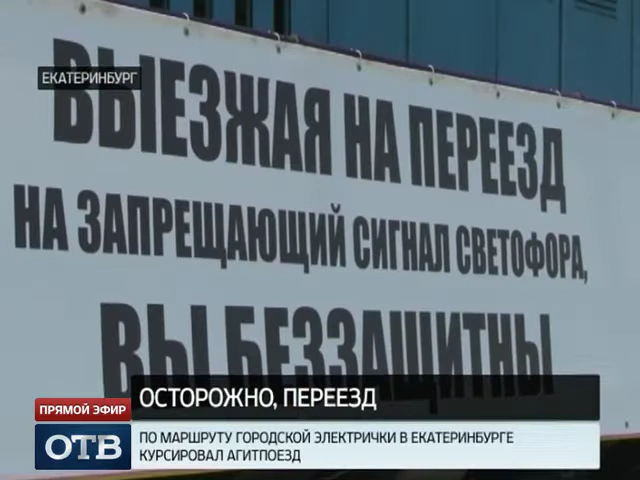 ЕКАТЕРИНБУРГ
ВЫЕЗЖАЯ НА ПЕРЕЕЗД
НА ЗАПРЕЩАЮЩИЙ СИГНАЛ СВЕТОФОРА,
ВЫ БЕЗЗАЩИТНЫ
ОСТОРОЖНО, ПЕРЕЕЗД
ПРЯМОЙ ЭФИР
ОТВ
ПО МАРШРУТУ ГОРОДСКОЙ ЭЛЕКТРИЧКИ В ЕКАТЕРИНБУРГЕ
КУРСИРОВАЛ АГИТПОЕЗД